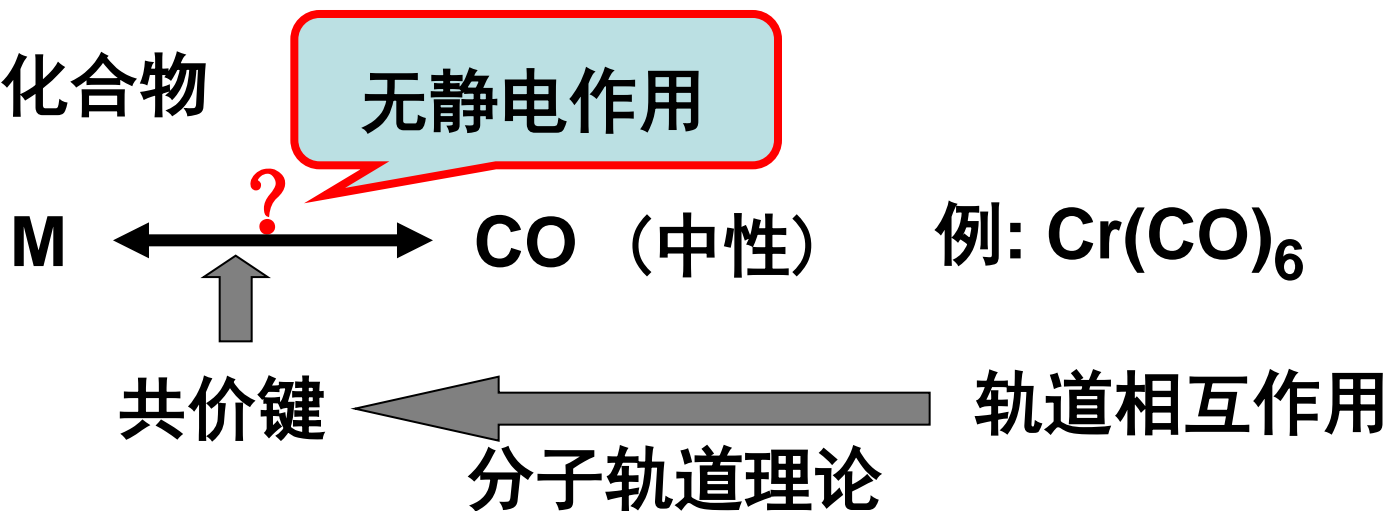 化合物
无静电作用
?
M CO（中性） 例: Cr(CO)₆
共价键 轨道相互作用
分子轨道理论